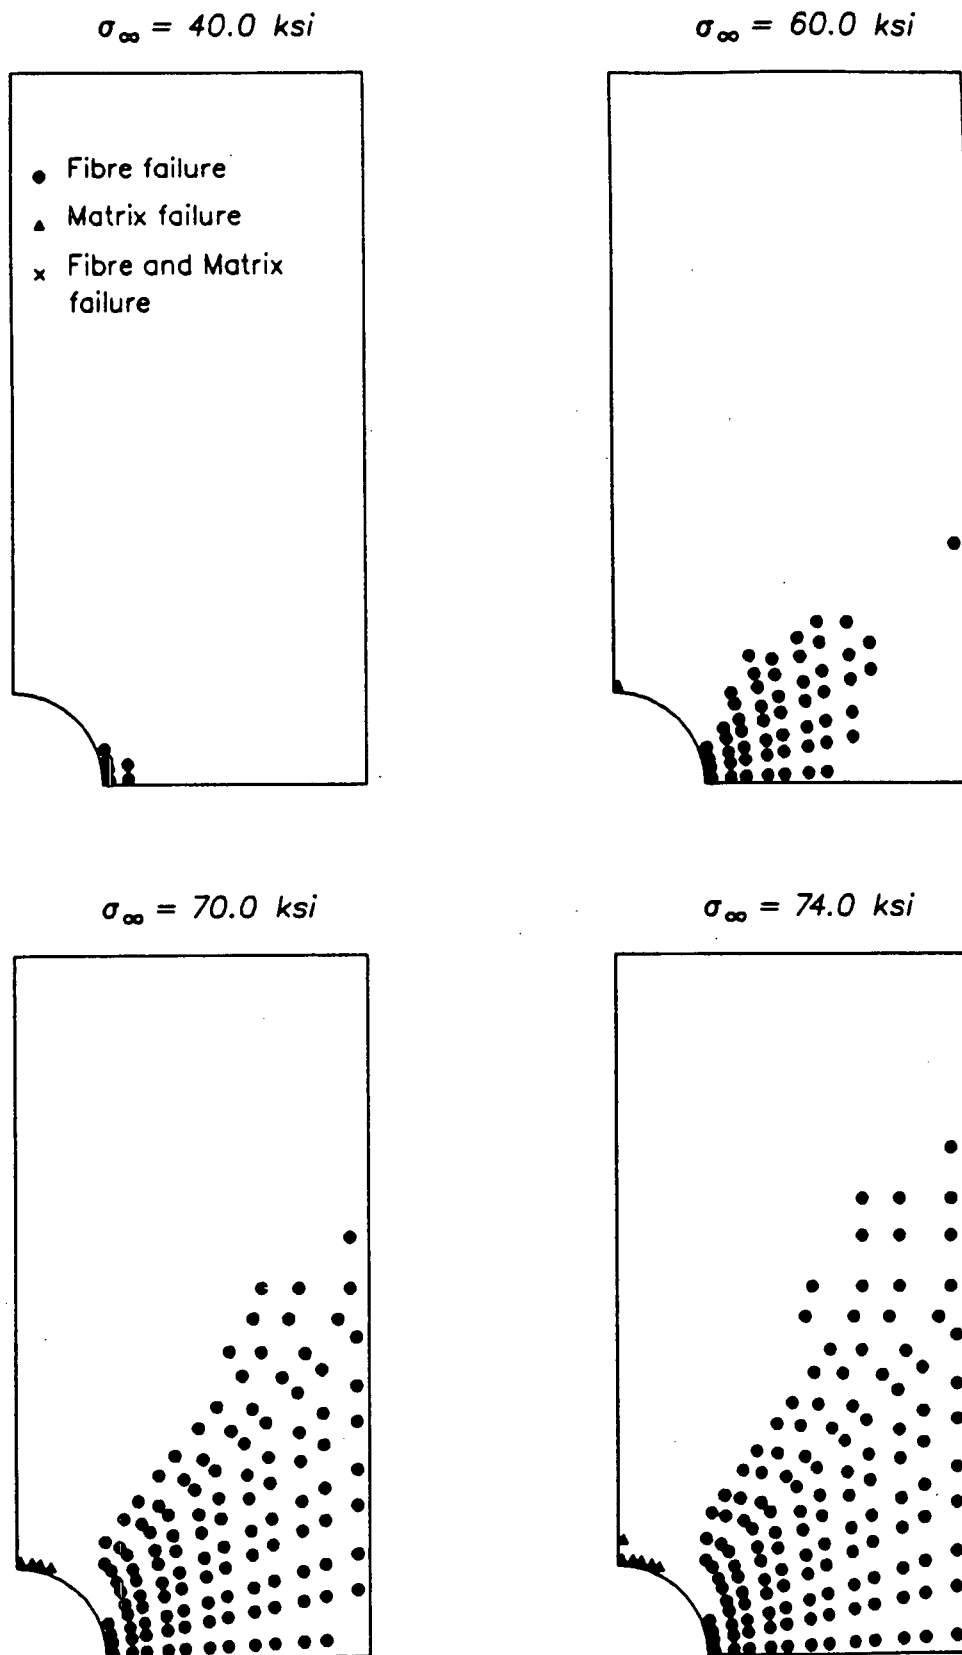 σ∞ = 40.0 ksi
σ∞ = 60.0 ksi
Fibre failure
Matrix failure
Fibre and Matrix
failure
σ∞ = 70.0 ksi
σ∞ = 74.0 ksi